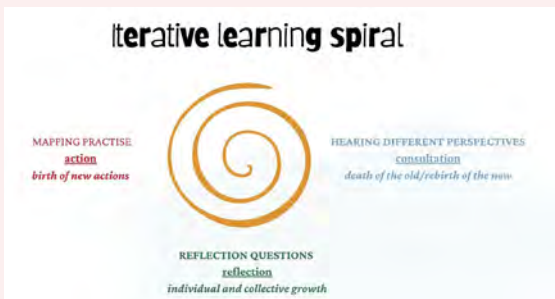 Iterative learning spiral
MAPPING PRACTISE
action
birth of new actions
HEARING DIFFERENT PERSPECTIVES
consultation
death of the old/rebirth of the new
REFLECTION QUESTIONS
reflection
individual and collective growth